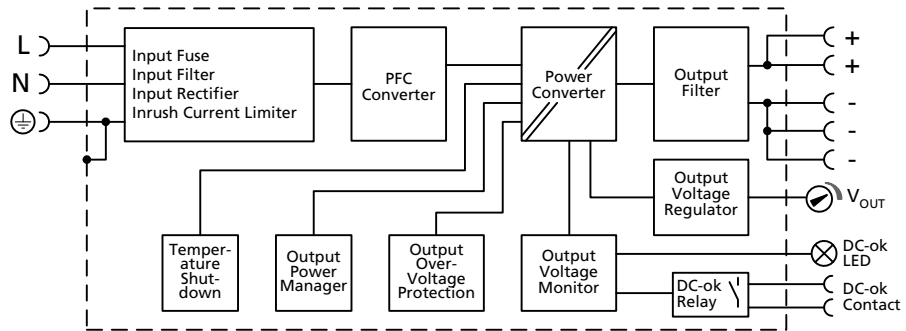 L
N
Input Fuse
Input Filter
Input Rectifier
Inrush Current Limiter
PFC
Converter
Power
Converter
Output
Filter
+
+
-
-
-
Output
Voltage
Regulator
VOUT
Temper-
ature
Shut-
down
Output
Power
Manager
Output
Over-
Voltage
Protection
Output
Voltage
Monitor
DC-ok
LED
DC-ok
Relay
DC-ok
Contact